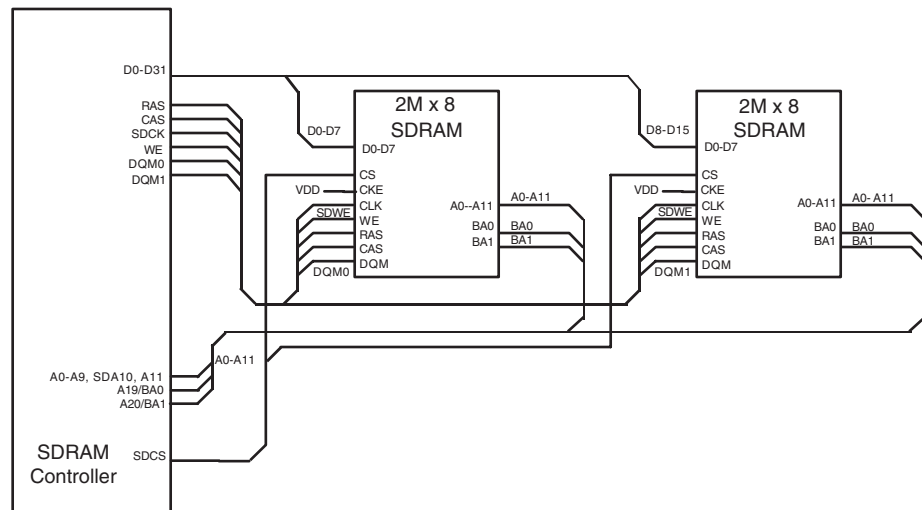 D0-D31
RAS
CAS
SDCK
WE
DQM0
DQM1
A0-A9, SDA10, A11
A19/BA0
A20/BA1
SDCS
SDRAM
Controller
A0-A11
D0-D7
2M x 8
SDRAM
D0-D7
CS
VDD
CKE
CLK
SDWE
WE
RAS
CAS
DQM0
DQM
A0--A11
BA0
BA1
A0-A11
BA0
BA1
D8-D15
2M x 8
SDRAM
D0-D7
CS
VDD
CKE
CLK
SDWE
WE
RAS
CAS
DQM1
DQM
A0-A11
BA0
BA1
A0- A11
BA0
BA1